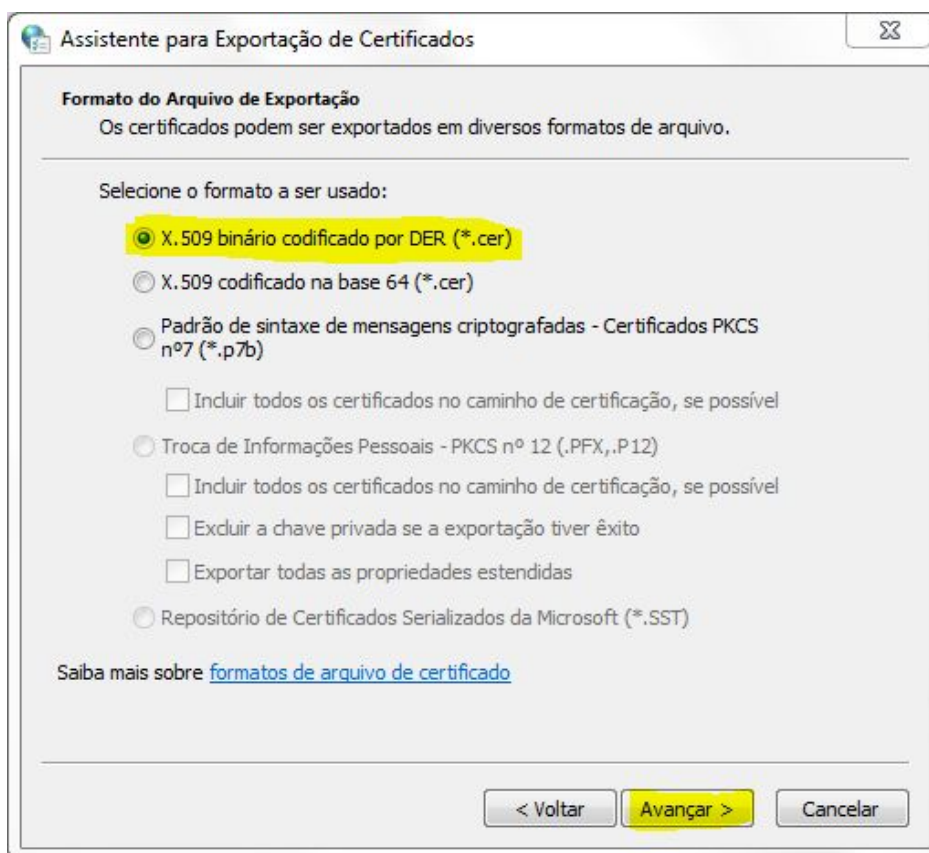 Assistente para Exportação de Certificados
Formato do Arquivo de Exportação
Os certificados podem ser exportados em diversos formatos de arquivo.
Selecione o formato a ser usado:
X.509 binário codificado por DER (*.cer)
X.509 codificado na base 64 (*.cer)
Padrão de sintaxe de mensagens criptografadas - Certificados PKCS
nº7 (*.p7b)
Incluir todos os certificados no caminho de certificação, se possível
Troca de Informações Pessoais - PKCS nº 12 (.PFX,.P12)
Incluir todos os certificados no caminho de certificação, se possível
Excluir a chave privada se a exportação tiver êxito
Exportar todas as propriedades estendidas
Repositório de Certificados Serializados da Microsoft (*.SST)
Saiba mais sobre formatos de arquivo de certificado
< Voltar Avançar > Cancelar